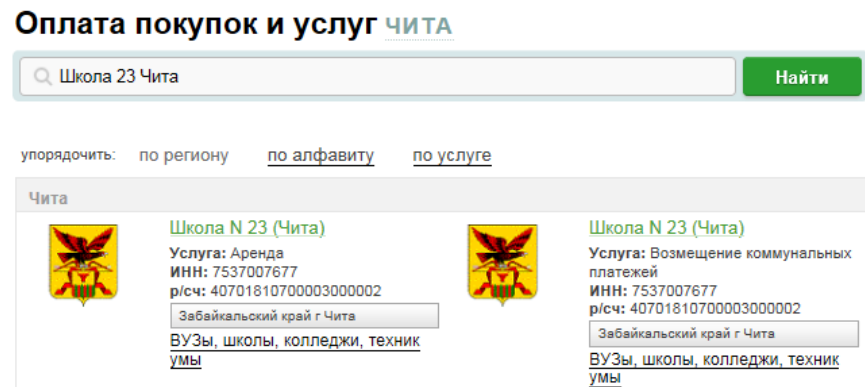 Оплата покупок и услуг ЧИТА
Школа 23 Чита
Найти
упорядочить: по региону по алфавиту по услуге
Чита
Школа N 23 (Чита)
Услуга: Аренда
ИНН: 7537007677
р/сч: 40701810700003000002
Забайкальский край г Чита
ВУЗы, школы, колледжи, техник
умы
Школа N 23 (Чита)
Услуга: Возмещение коммунальных
платежей
ИНН: 7537007677
р/сч: 40701810700003000002
Забайкальский край г Чита
ВУЗы, школы, колледжи, техник
умы